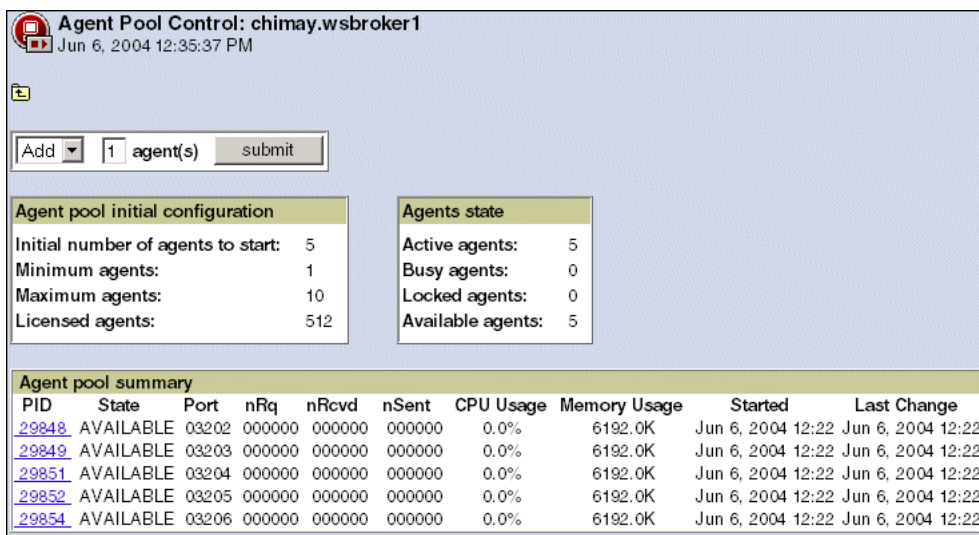 Agent Pool Control: chimay.wsbroker1
Jun 6, 2004 12:35:37 PM
Add 1 agent(s) submit
Agent pool initial configuration
Initial number of agents to start: 5
Minimum agents: 1
Maximum agents: 10
Licensed agents: 512
Agents state
Active agents: 5
Busy agents: 0
Locked agents: 0
Available agents: 5
Agent pool summary
PID State Port nRq nRcvd nSent CPU Usage Memory Usage Started Last Change
29848 AVAILABLE 03202 000000 000000 000000 0.0% 6192.0K Jun 6, 2004 12:22 Jun 6, 2004 12:22
29849 AVAILABLE 03203 000000 000000 000000 0.0% 6192.0K Jun 6, 2004 12:22 Jun 6, 2004 12:22
29851 AVAILABLE 03204 000000 000000 000000 0.0% 6192.0K Jun 6, 2004 12:22 Jun 6, 2004 12:22
29852 AVAILABLE 03205 000000 000000 000000 0.0% 6192.0K Jun 6, 2004 12:22 Jun 6, 2004 12:22
29854 AVAILABLE 03206 000000 000000 000000 0.0% 6192.0K Jun 6, 2004 12:22 Jun 6, 2004 12:22